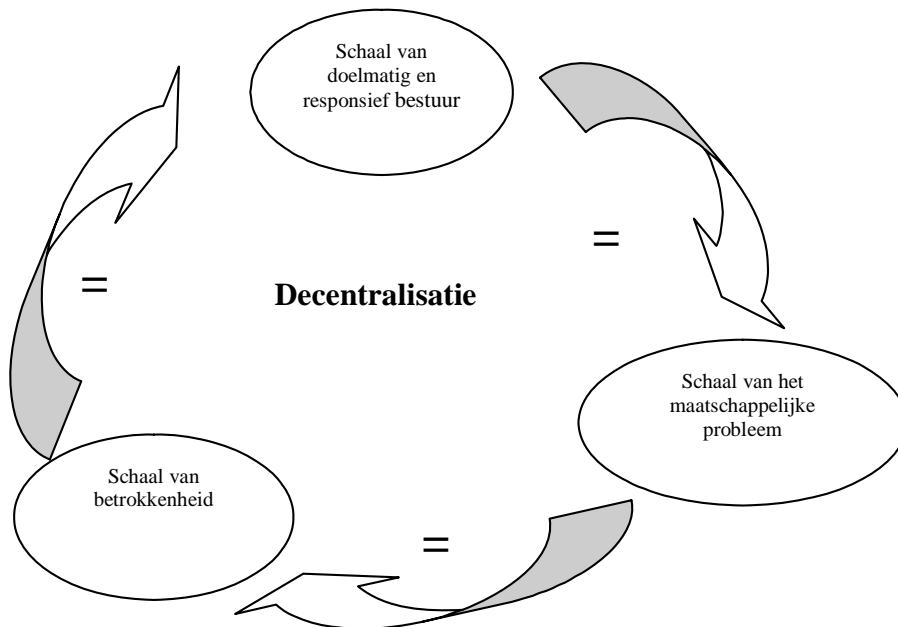 Schaal van
doelmatig en
responsief bestuur
=
=
Decentralisatie
Schaal van het
maatschappelijke
probleem
Schaal van
betrokkenheid
=